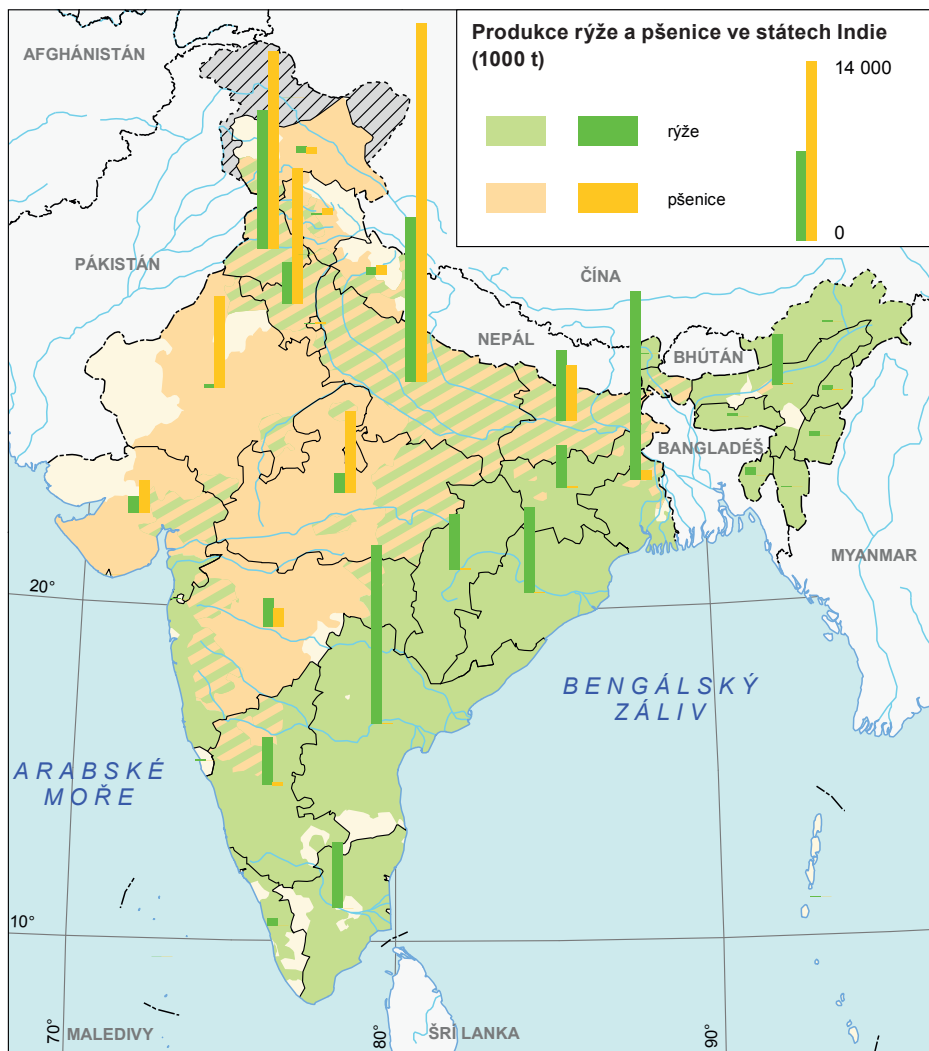 Produkce rýže a pšenice ve státech Indie
(1000 t)
14 000
rýže
pšenice
0
AFGHÁNISTÁN
PÁKISTÁN
ČÍNA
NEPÁL
BHÚTÁN
BANGLADÉŠ
MYANMAR
20°
BENGÁLSKÝ
ZÁLIV
ARABSKÉ
MOŘE
10°
70°
MALEDIVY
80°
ŠRÍ LANKA
90°